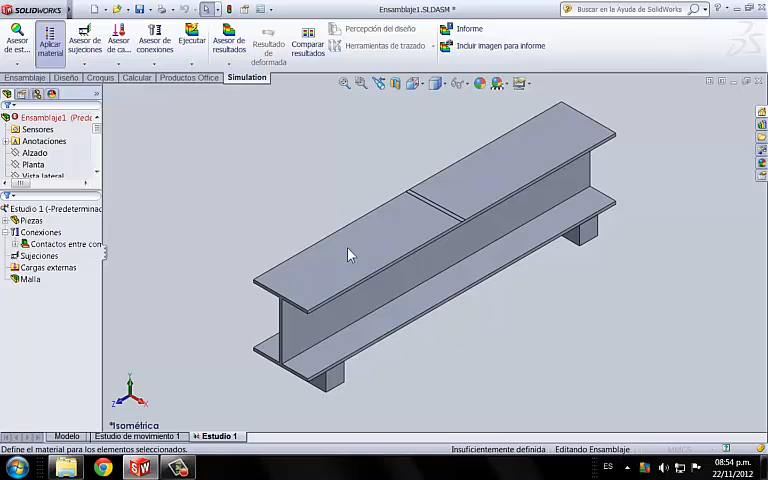 SOLIDWORKS
Ensamblaje1.SLDASM *
Buscar en la Ayuda de SolidWorks
Asesor
de est...
Aplicar
material
Asesor de
sujeciones
Asesor
de ca...
Asesor de
conexiones
Ejecutar
Asesor de
resultados
Resultado
de
deformada
Comparar
resultados
Percepción del diseño
Herramientas de trazado
Informe
Incluir imagen para informe
Ensamblaje
Diseño
Croquis
Calcular
Productos Office
Simulation
Ensamblaje1 (Prede
Sensores
Anotaciones
Alzado
Planta
Vista lateral
Estudio 1 (-Predeterminad
Piezas
Conexiones
Contactos entre con
Sujeciones
Cargas externas
Malla
Y
X
Z
*Isométrica
Modelo
Estudio de movimiento 1
Estudio 1
Define el material para los elementos seleccionados.
Insuficientemente definida
Editando Ensamblaje
MMGS
ES
08:54 p.m.
22/11/2012